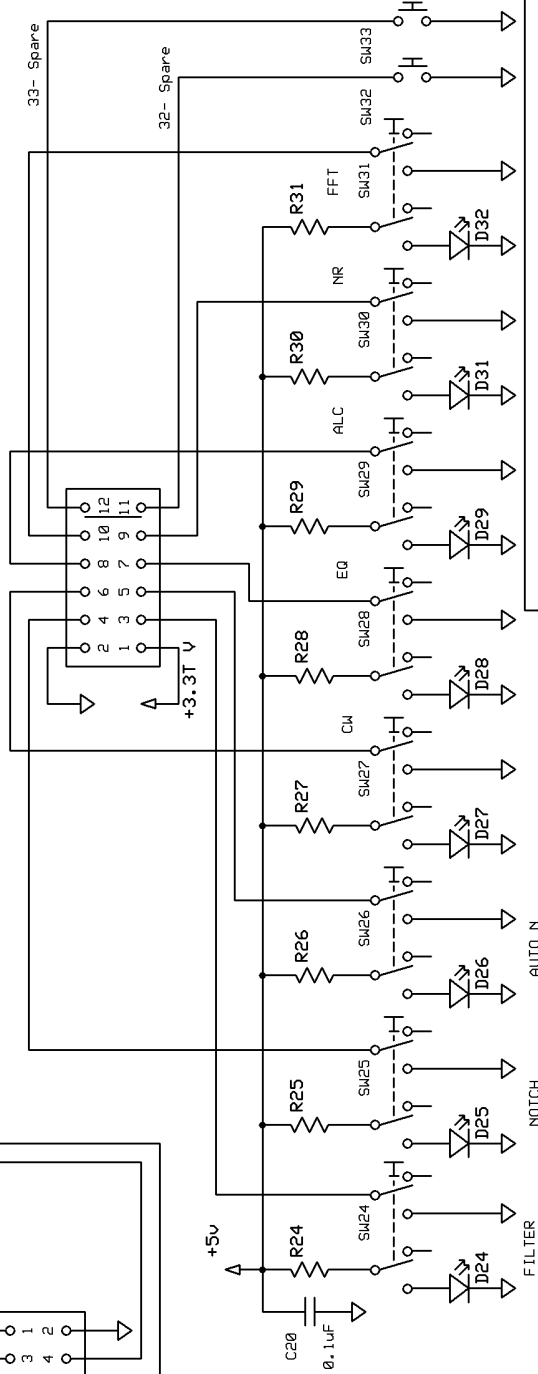 33- Spare
32- Spare
SW33
SW32
SW31
FFT
R31
D32
NR
SW30
R30
D31
ALC
SW29
R29
D29
EQ
SW28
R28
D28
CW
SW27
R27
D27
SW26
R26
D26
AUTO N
SW25
R25
D25
NOTCH
SW24
R24
D24
FILTER
12 11
10 9
8 7
6 5
4 3
2 1
+3.3T V
+5v
C20
0.1uF
1 2
3 4